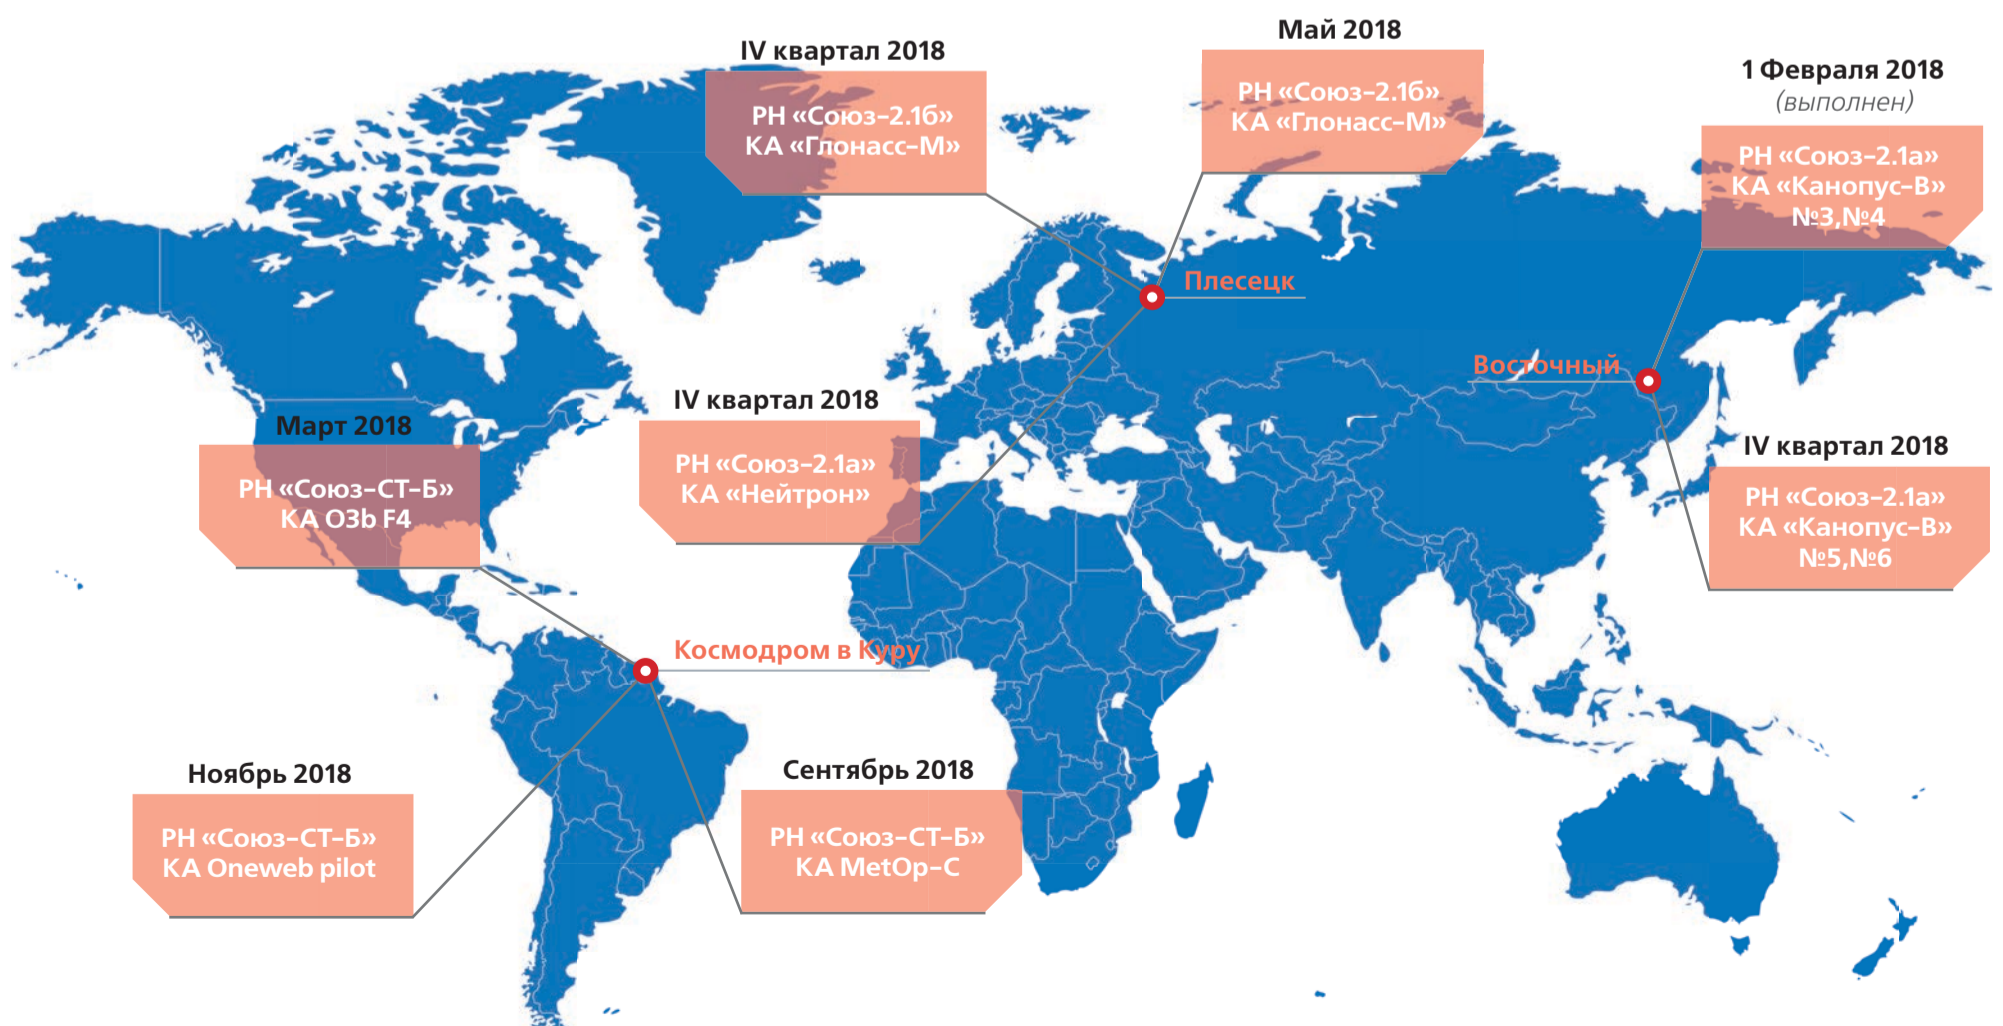 IV квартал 2018
РН «Союз-2.1б»
КА «Глонасс-М»
Май 2018
РН «Союз-2.1б»
КА «Глонасс-М»
1 Февраля 2018
(выполнен)
РН «Союз-2.1а»
КА «Канопус-В»
№3,№4
Плесецк
Восточный
IV квартал 2018
РН «Союз-2.1а»
КА «Нейтрон»
Март 2018
РН «Союз-СТ-Б»
КА O3b F4
IV квартал 2018
РН «Союз-2.1а»
КА «Канопус-В»
№5,№6
Космодром в Куру
Ноябрь 2018
РН «Союз-СТ-Б»
КА Oneweb pilot
Сентябрь 2018
РН «Союз-СТ-Б»
КА MetOp-C